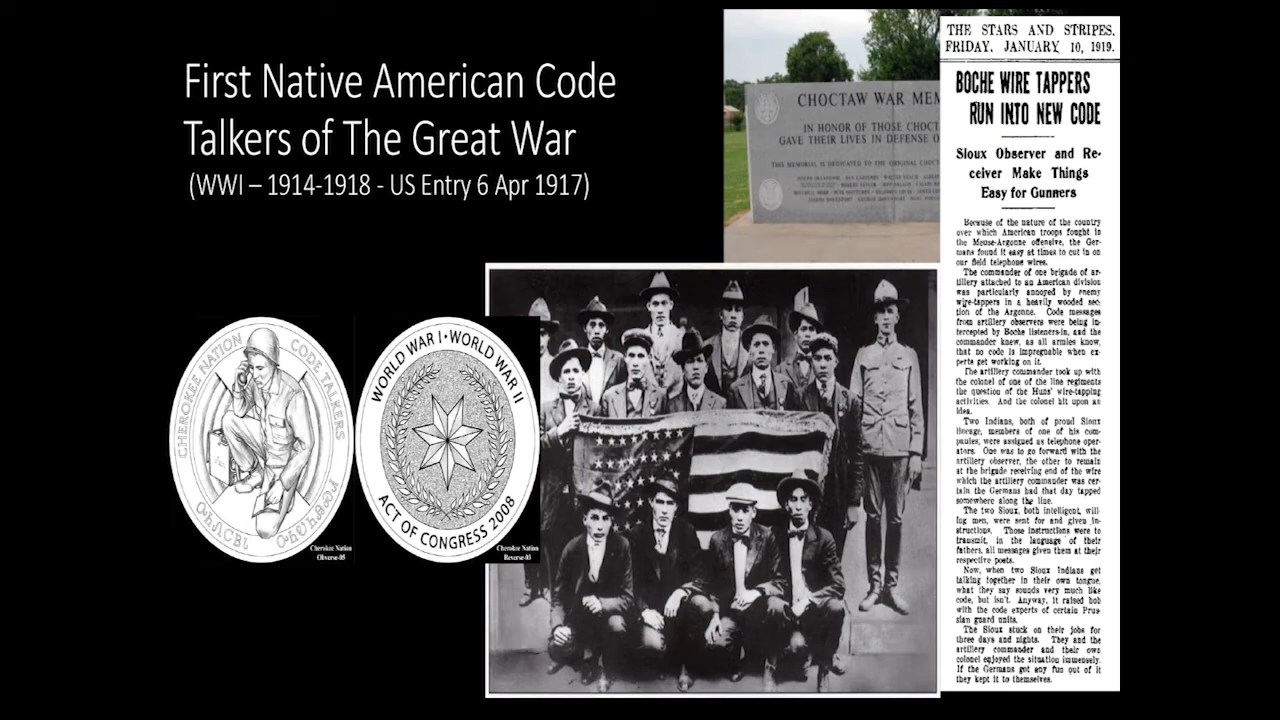 First Native American Code
Talkers of The Great War
(WWI – 1914-1918 - US Entry 6 Apr 1917)
CHOCTAW WAR MEM
IN HONOR OF THOSE CHOCT
GAVE THEIR LIVES IN DEFENSE O
THIS MEMORIAL IS DEDICATED TO THE ORIGINAL CHOCT
THE STARS AND STRIPES,
FRIDAY, JANUARY 10, 1919.
BOCHE WIRE TAPPERS
RUN INTO NEW CODE
Sioux Observer and Re-
ceiver Make Things
Easy for Gunners
Because of the nature of the country
over which American troops fought in
the Meuse-Argonne offensive, the Ger-
mans found it easy at times to cut in on
our field telephone wires.
The commander of one brigade of ar-
tillery attached to an American division
was particularly annoyed by enemy
wire-tappers in a heavily wooded sec-
tion of the Argonne. Code messages
from artillery observers were being in-
tercepted by Boche listeners-in, and the
commander knew, as all armies know,
that no code is impregnable when ex-
perts get working on it.
The artillery commander took up with
the colonel of one of the line regiments
the question of the Huns' wire-tapping
activities. And the colonel hit upon an
idea.
Two Indians, both of proud Sioux
lineage, members of one of his com-
panies, were assigned as telephone oper-
ators. One was to go forward with the
artillery observer, the other to remain
at the brigade receiving end of the wire
which the artillery commander was cer-
tain the Germans had that day tapped
somewhere along the line.
The two Sioux, both intelligent, will-
ing men, were sent for and given in-
structions. Those instructions were to
transmit, in the language of their
fathers, all messages given them at their
respective posts.
Now, when two Sioux Indians get
talking together in their own tongue,
what they say sounds very much like
code, but isn't. Anyway, it raised hob
with the code experts of certain Prus-
sian guard units.
The Sioux stuck on their jobs for
three days and nights. They and the
artillery commander and their own
colonel enjoyed the situation immensely.
If the Germans got any fun out of it
they kept it to themselves.
CHEROKEE NATION
Cherokee Nation
Obverse-05
WORLD WAR I • WORLD WAR II
ACT OF CONGRESS 2008
Cherokee Nation
Reverse-03